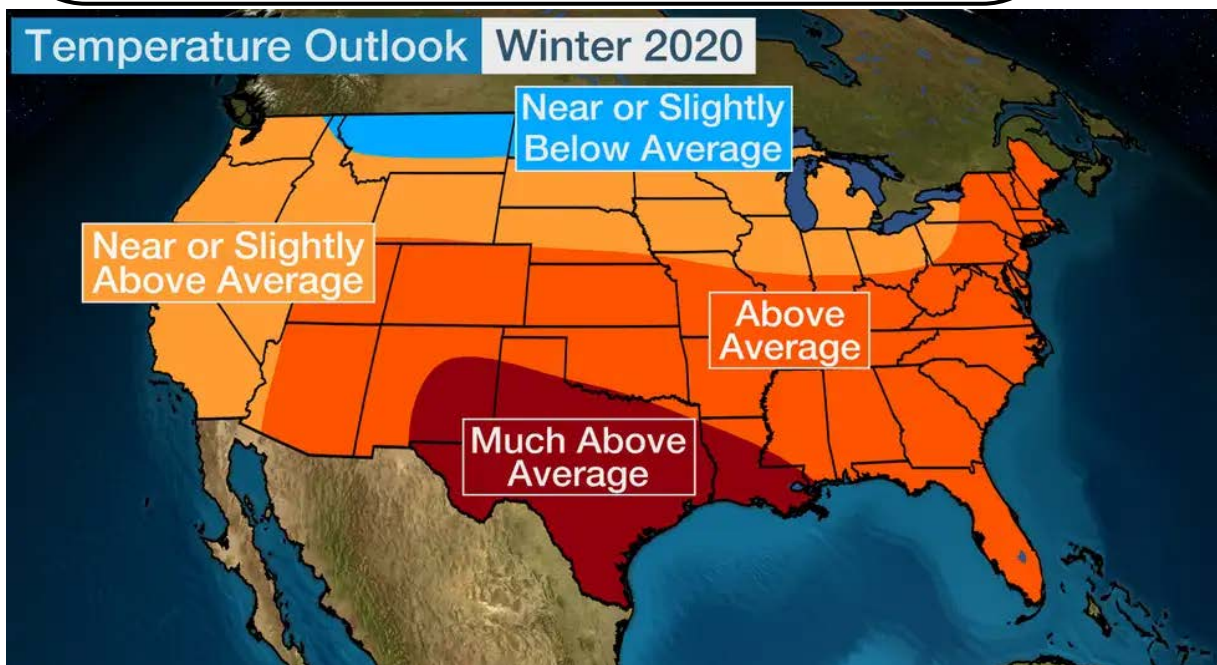 Temperature Outlook Winter 2020
Near or Slightly
Below Average
Near or Slightly
Above Average
Above
Average
Much Above
Average